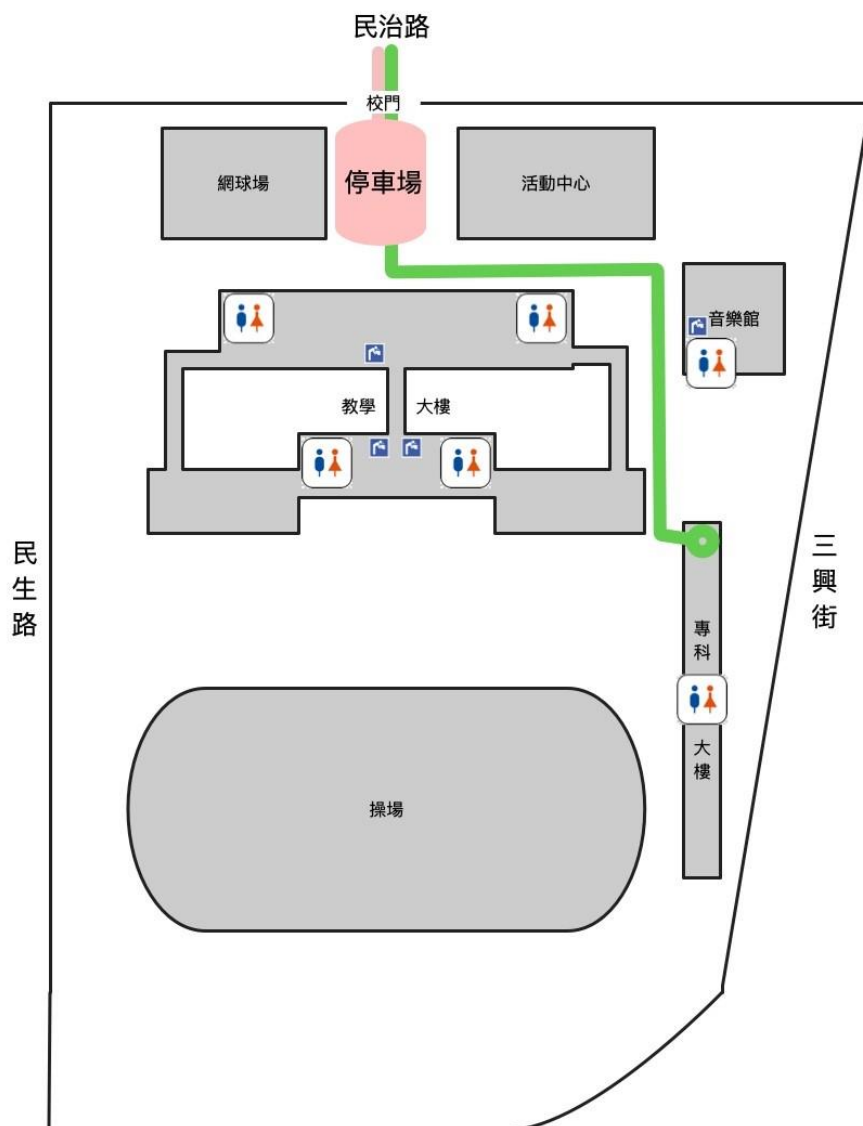 民治路
校門
網球場
停車場
活動中心
音樂館
教學 大樓
民生路
三興街
專科
大樓
操場